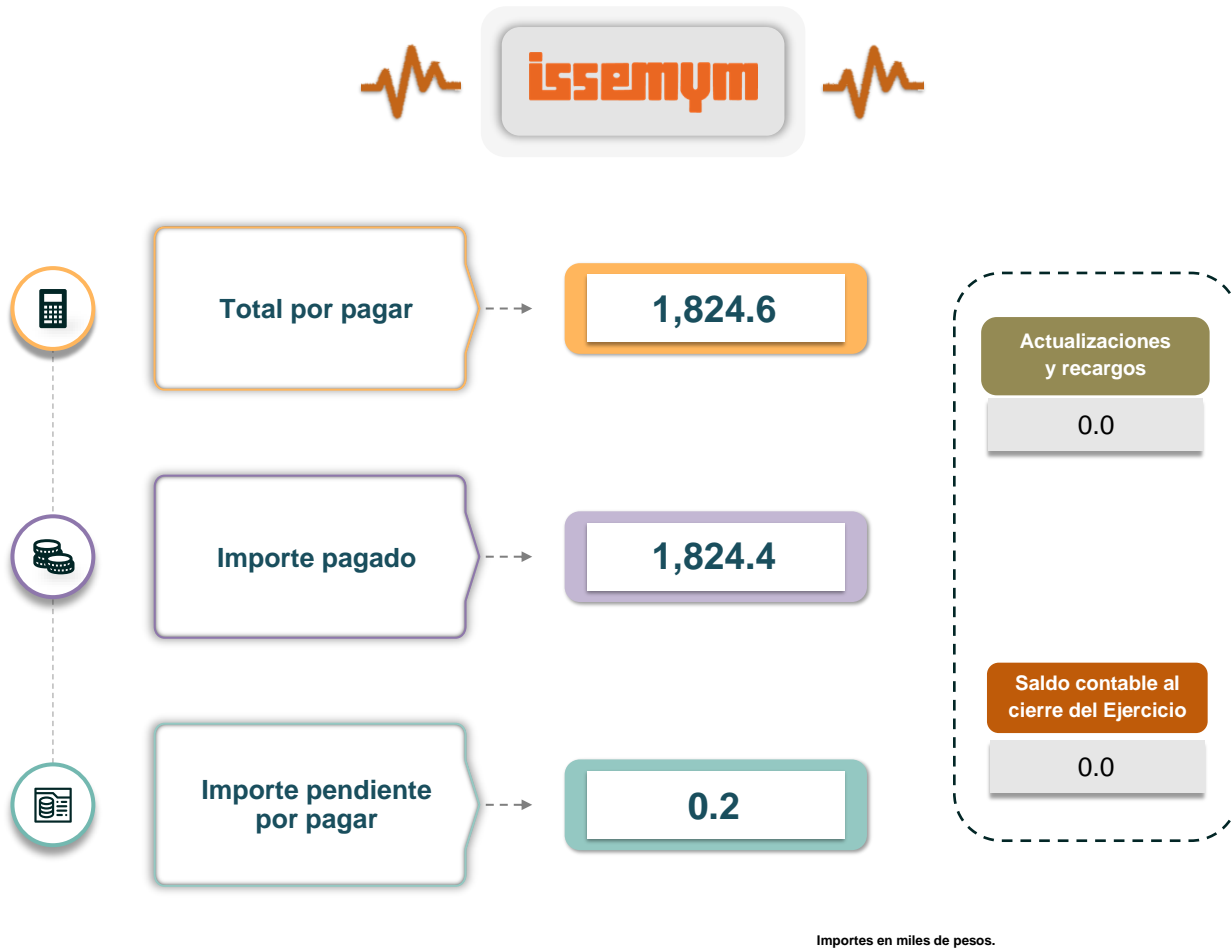 issemym
Total por pagar
1,824.6
Actualizaciones
y recargos
0.0
Importe pagado
1,824.4
Saldo contable al
cierre del Ejercicio
0.0
Importe pendiente
por pagar
0.2
Importes en miles de pesos.